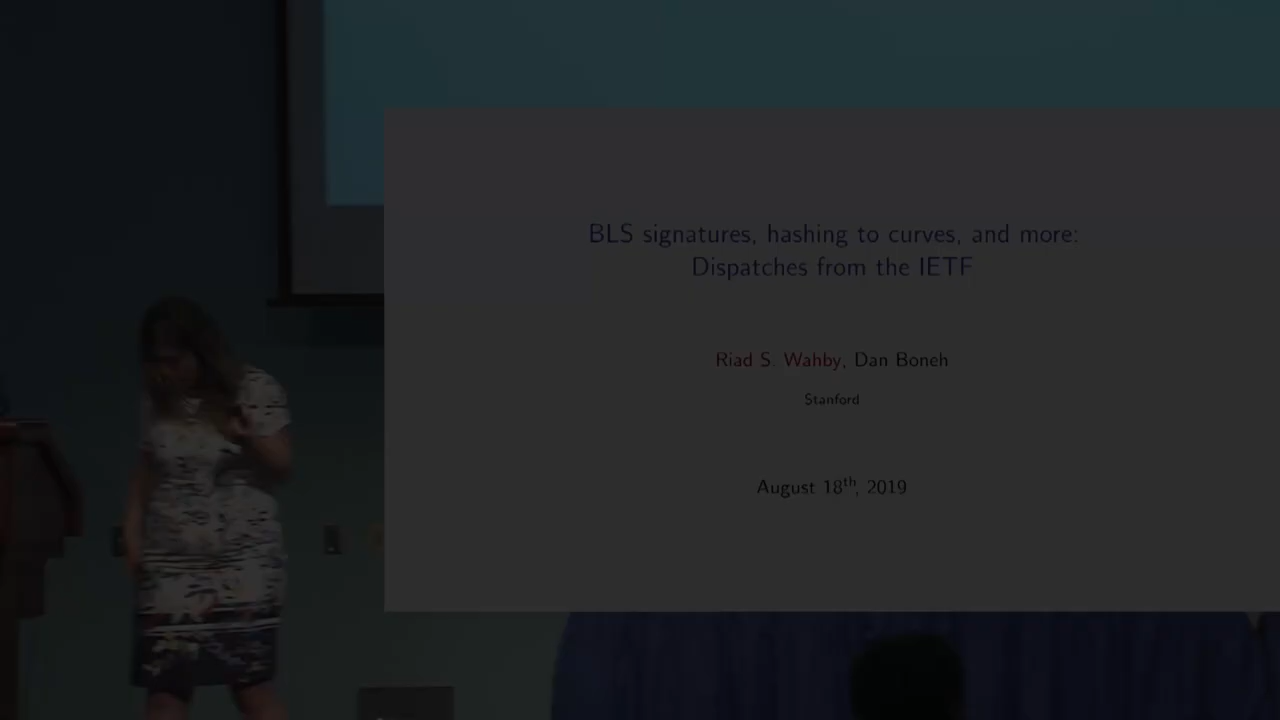 BLS signatures, hashing to curves, and more:
Dispatches from the IETF
Riad S. Wahby, Dan Boneh
Stanford
August 18th, 2019